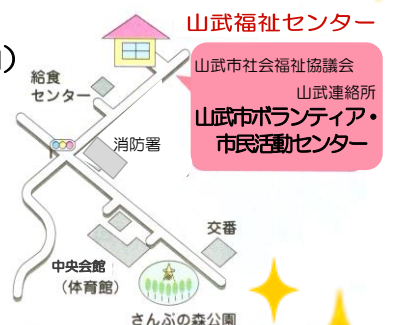 山武福祉センター
山武市社会福祉協議会
山武連絡所
山武市ボランティア・
市民活動センター
）
給食
センター
消防署
交番
中央会館
（体育館）
さんぶの森公園